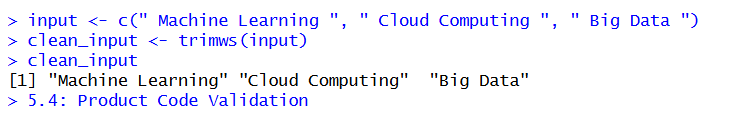 > input <- c(" Machine Learning ", " Cloud Computing ", " Big Data ")
> clean_input <- trimws(input)
> clean_input
[1] "Machine Learning" "Cloud Computing"  "Big Data"
> 5.4: Product Code Validation